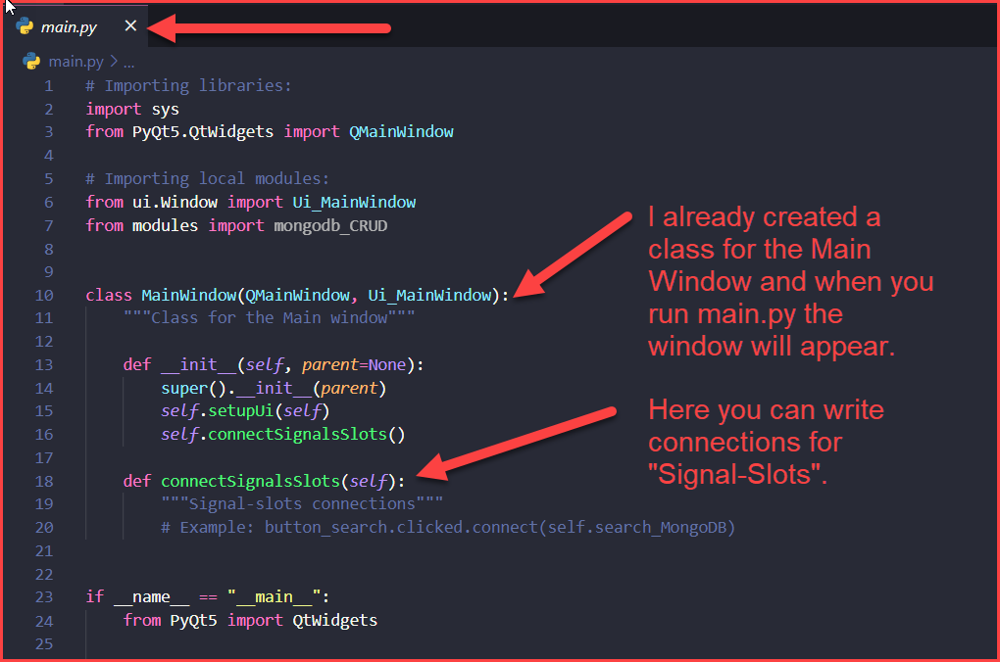 main.py ×
main.py > ...
1 # Importing libraries:
2 import sys
3 from PyQt5.QtWidgets import QMainWindow
4
5 # Importing local modules:
6 from ui.Window import Ui_MainWindow
7 from modules import mongodb_CRUD
8
9
10 class MainWindow(QMainWindow, Ui_MainWindow):
11 """Class for the Main window"""
12
13 def __init__(self, parent=None):
14 super().__init__(parent)
15 self.setupUi(self)
16 self.connectSignalsSlots()
17
18 def connectSignalsSlots(self):
19 """Signal-slots connections"""
20 # Example: button_search.clicked.connect(self.search_MongoDB)
21
22
23 if __name__ == "__main__":
24 from PyQt5 import QtWidgets
25
I already created a
class for the Main
Window and when you
run main.py the
window will appear.
Here you can write
connections for
"Signal-Slots".